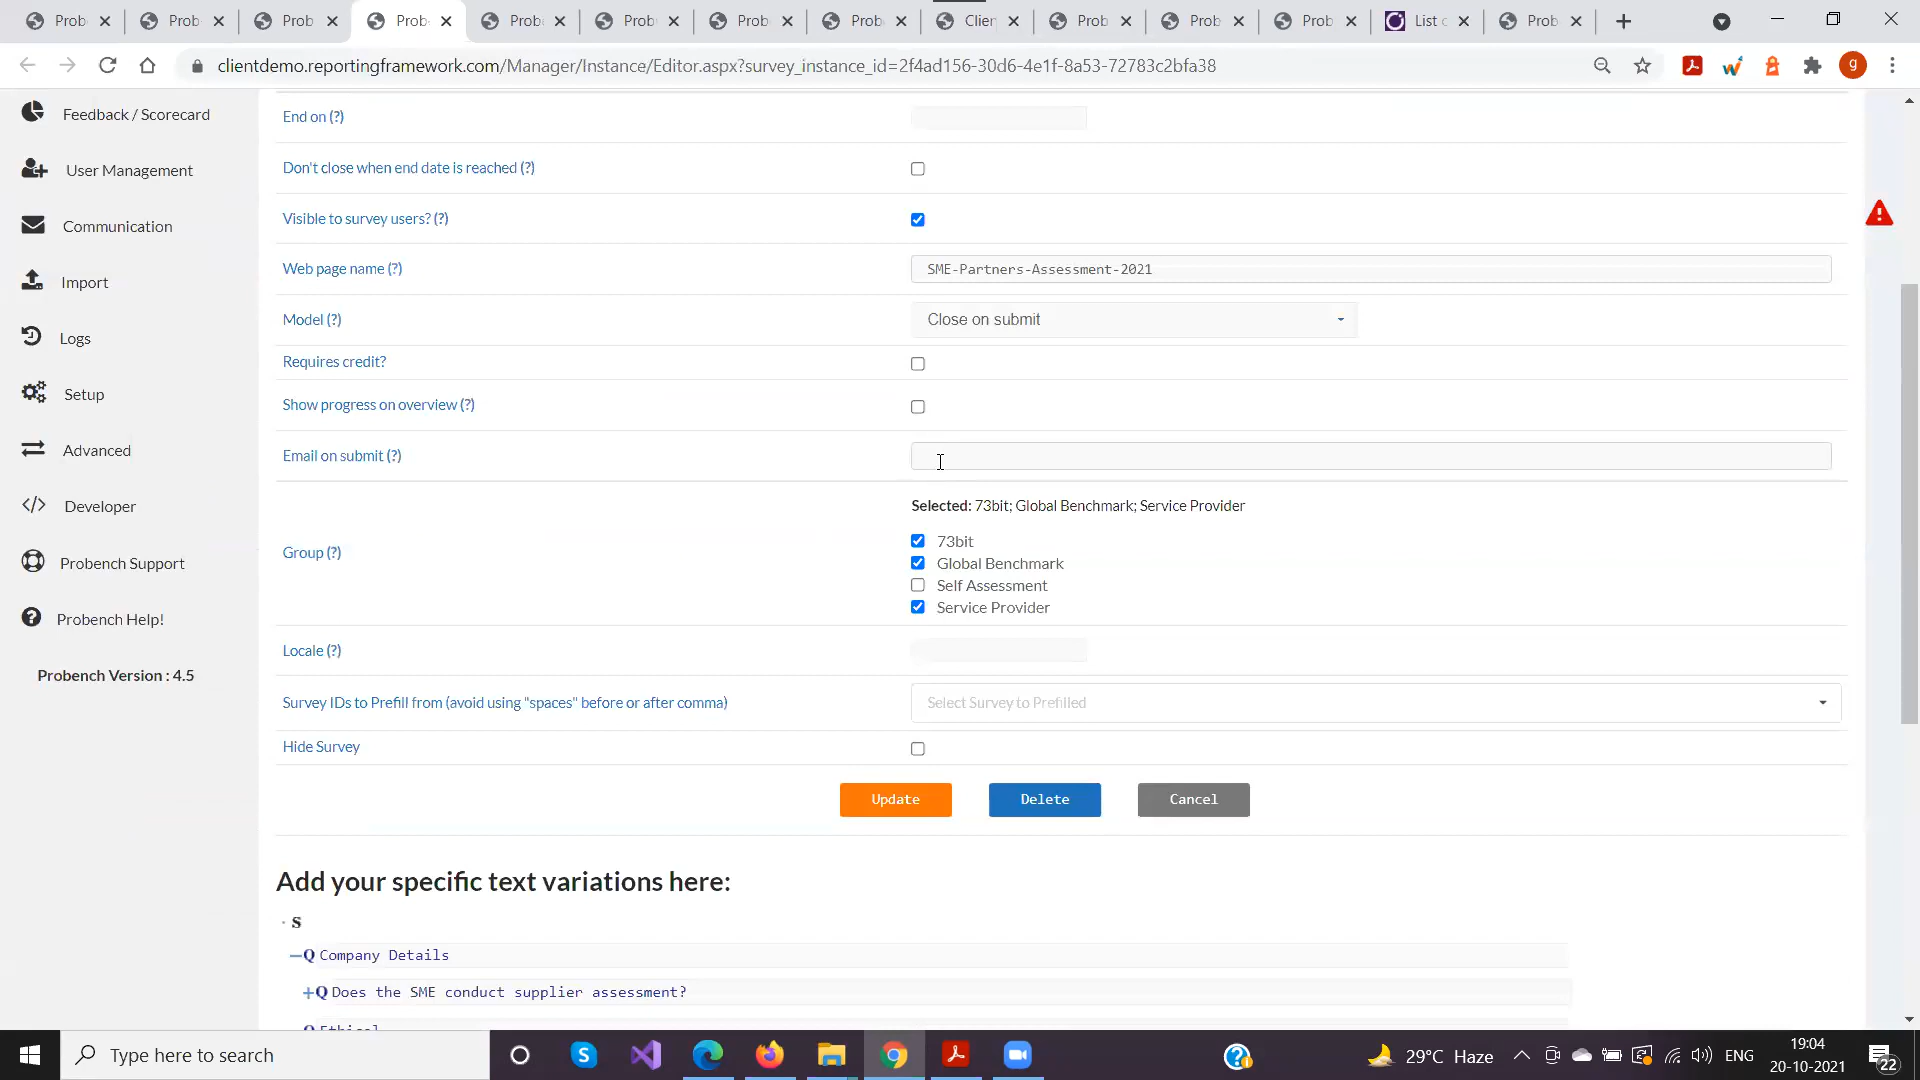 Prob
Prob
Prob
Prob
Prob
Prob
Prob
Prob
Clien
Prob
Prob
Prob
List c
Prob
clientdemo.reportingframework.com/Manager/Instance/Editor.aspx?survey_instance_id=2f4ad156-30d6-4e1f-8a53-72783c2bfa38
g
Feedback / Scorecard
User Management
Communication
Import
Logs
Setup
Advanced
Developer
Probench Support
Probench Help!
Probench Version : 4.5
End on (?)
Don't close when end date is reached (?)
Visible to survey users? (?)
Web page name (?)
SME-Partners-Assessment-2021
Model (?)
Close on submit
Requires credit?
Show progress on overview (?)
Email on submit (?)
Selected: 73bit; Global Benchmark; Service Provider
Group (?)
73bit
Global Benchmark
Self Assessment
Service Provider
Locale (?)
Survey IDs to Prefill from (avoid using "spaces" before or after comma)
Select Survey to Prefilled
Hide Survey
Update
Delete
Cancel
Add your specific text variations here:
S
Q Company Details
+Q Does the SME conduct supplier assessment?
Q Ethical
Type here to search
29°C Haze
ENG
19:04
20-10-2021
22